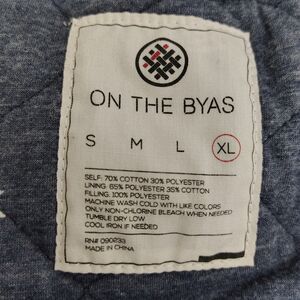 ON THE BYAS
S M L XL
SELF: 70% COTTON 30% POLYESTER
LINING: 65% POLYESTER 35% COTTON
FILLING: 100% POLYESTER
MACHINE WASH COLD WITH LIKE COLORS
ONLY NON-CHLORINE BLEACH WHEN NEEDED
TUMBLE DRY LOW
COOL IRON IF NEEDED
RN# 090233
MADE IN CHINA